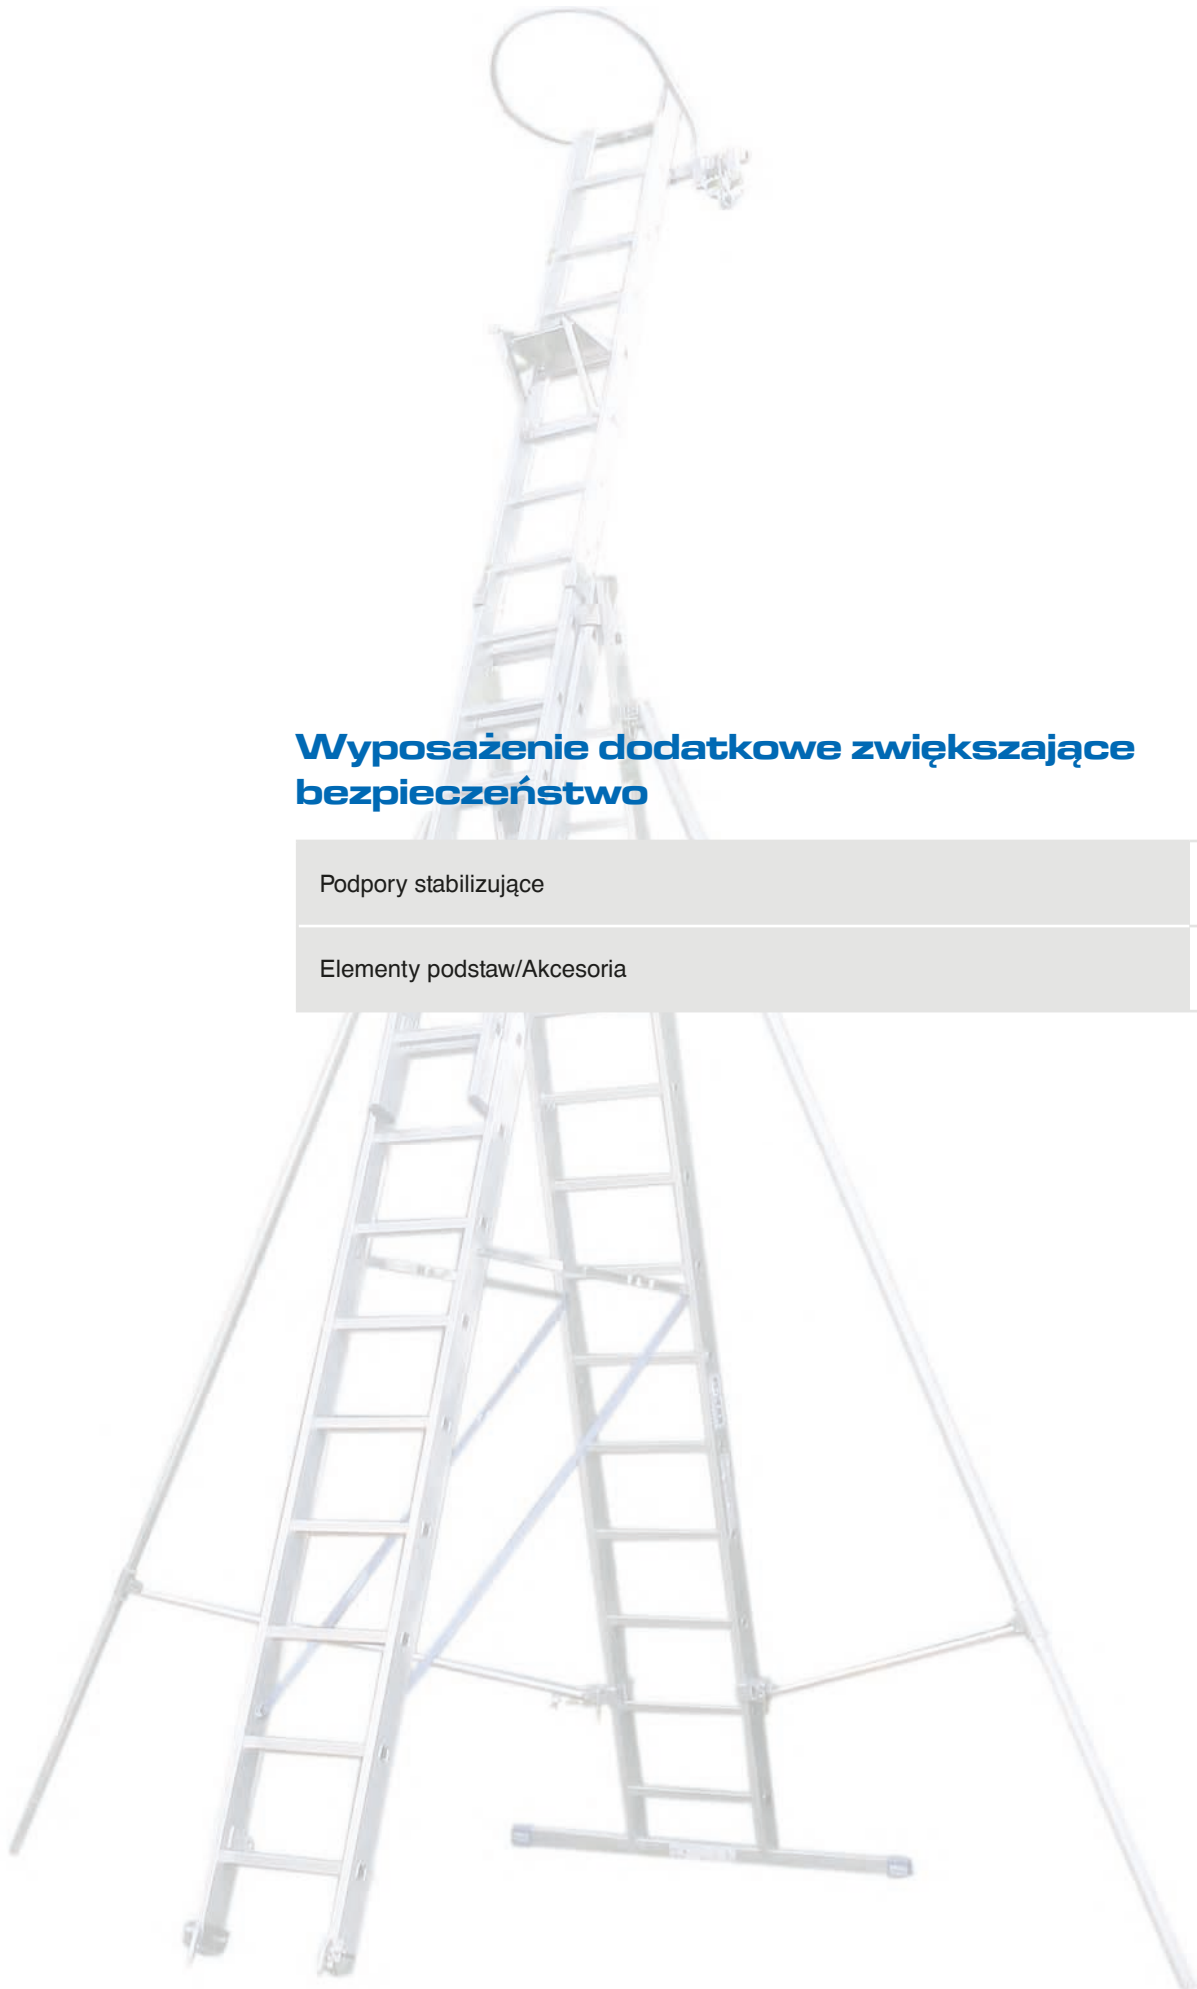 Wyposażenie dodatkowe zwiększające
bezpieczeństwo
Podpory stabilizujące
Elementy podstaw/Akcesoria